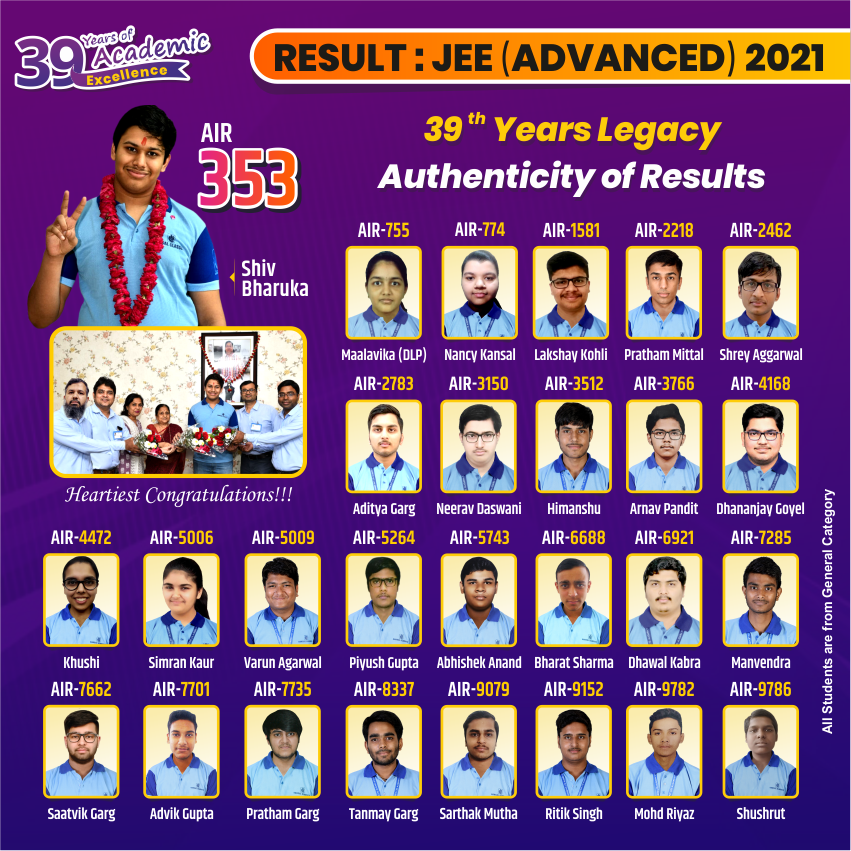 39 Years of
Academic
Excellence
RESULT : JEE (ADVANCED) 2021
AIR
353
Shiv
Bharuka
39 th Years Legacy
Authenticity of Results
AIR-755 AIR-774 AIR-1581 AIR-2218 AIR-2462
Maalavika (DLP) Nancy Kansal Lakshay Kohli Pratham Mittal Shrey Aggarwal
AIR-2783 AIR-3150 AIR-3512 AIR-3766 AIR-4168
Aditya Garg Neerav Daswani Himanshu Arnav Pandit Dhananjay Goyel
Heartiest Congratulations!!!
AIR-4472 AIR-5006 AIR-5009 AIR-5264 AIR-5743 AIR-6688 AIR-6921 AIR-7285
Khushi Simran Kaur Varun Agarwal Piyush Gupta Abhishek Anand Bharat Sharma Dhawal Kabra Manvendra
AIR-7662 AIR-7701 AIR-7735 AIR-8337 AIR-9079 AIR-9152 AIR-9782 AIR-9786
Saatvik Garg Advik Gupta Pratham Garg Tanmay Garg Sarthak Mutha Ritik Singh Mohd Riyaz Shushrut
All Students are from General Category